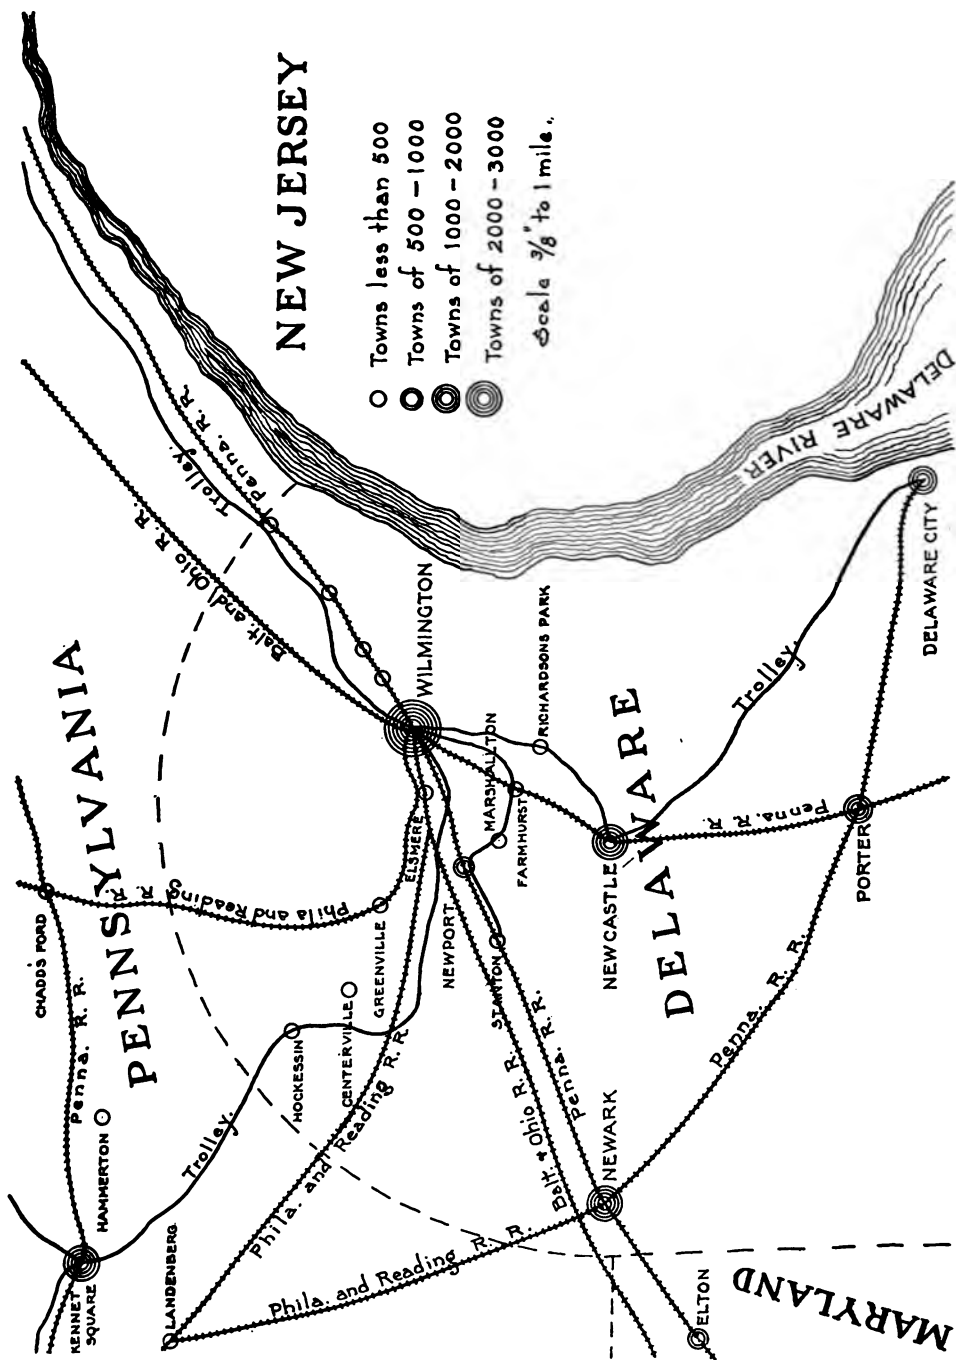 NEW JERSEY
Towns less than 500
Towns of 500-1000
Towns of 1000-2000
Towns of 2000-3000
Scale 3/8" to 1 mile.
PENNSYLVANIA
DELAWARE
MARYLAND
DELAWARE RIVER
Balt. and Ohio R. R.
Trolley.
Penna. R. R.
WILMINGTON
RICHARDSONS PARK
MARSHALLTON
FARMHURST
ELSMERE
NEWPORT
STANTON
GREENVILLE
CENTERVILLE
HOCKESSIN
Phila and Reading R. R.
CHADD'S FORD
Penna. R. R.
HAMMERTON
KENNET
SQUARE
LANDENBERG
Trolley.
Phila. and Reading R. R.
Phila. and Reading R. R.
Balt. & Ohio R. R.
Penna. R. R.
NEWARK
ELTON
NEWCASTLE
Penna. R. R.
Penna. R. R.
PORTER
Trolley.
DELAWARE CITY